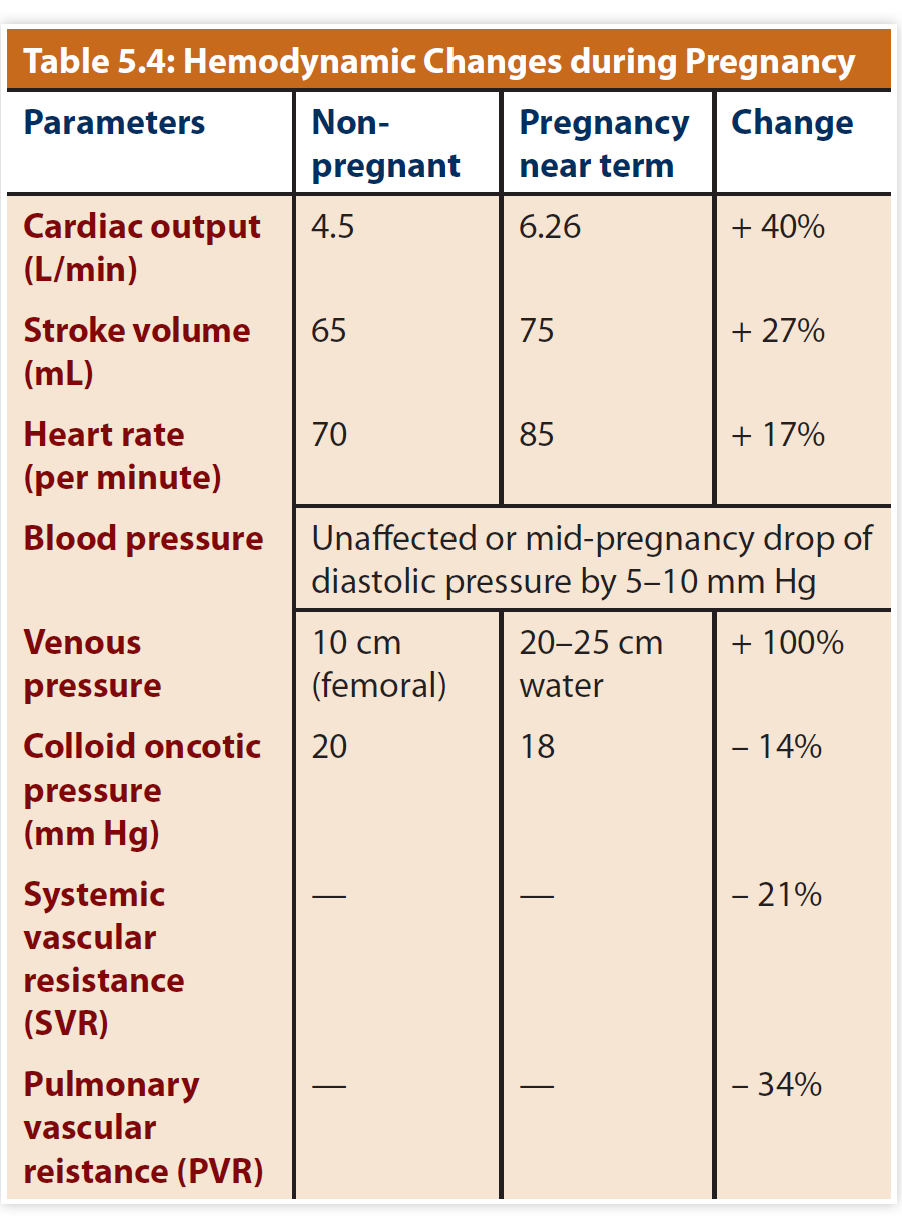 Table 5.4: Hemodynamic Changes during Pregnancy
Parameters
Non-
pregnant
Pregnancy
near term
Change
Cardiac output
(L/min)
4.5
6.26
+ 40%
Stroke volume
(mL)
65
75
+ 27%
Heart rate
(per minute)
70
85
+ 17%
Blood pressure
Unaffected or mid-pregnancy drop of
diastolic pressure by 5–10 mm Hg
Venous
pressure
10 cm
(femoral)
20–25 cm
water
+ 100%
Colloid oncotic
pressure
(mm Hg)
20
18
– 14%
Systemic
vascular
resistance
(SVR)
—
—
– 21%
Pulmonary
vascular
reistance (PVR)
—
—
– 34%